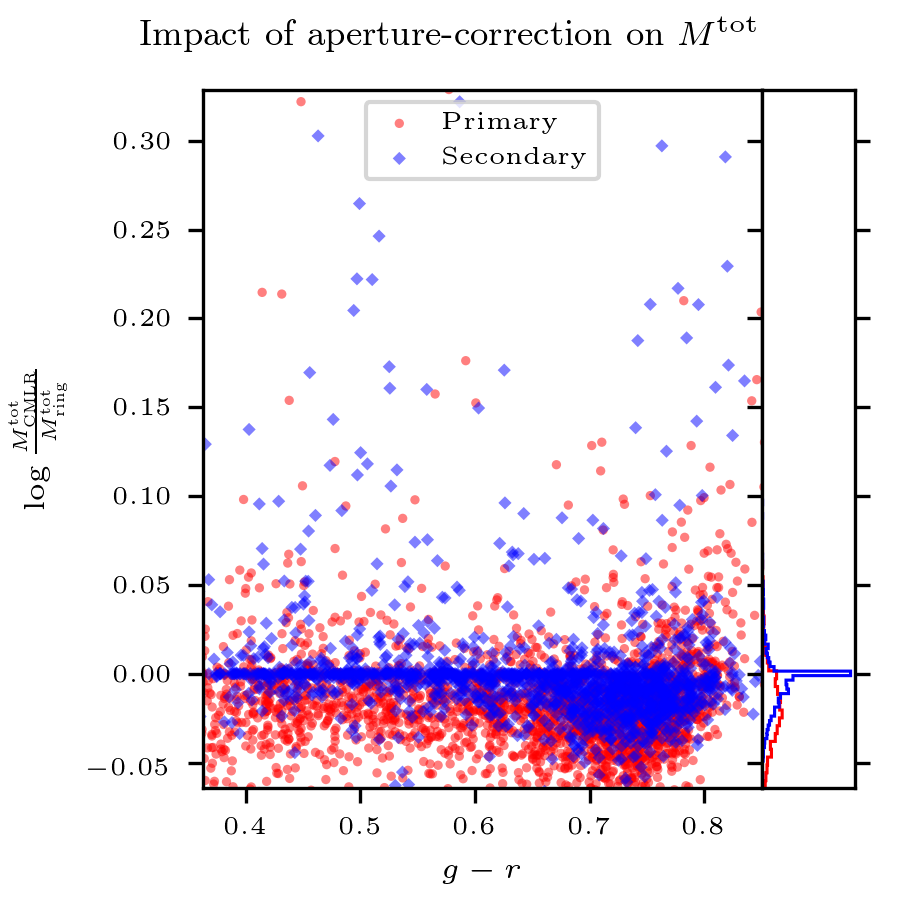 Impact of aperture-correction on M^tot
Primary
Secondary
0.30
0.25
0.20
0.15
0.10
0.05
0.00
−0.05
log M^tot_CMLR / M^tot_ring
0.4 0.5 0.6 0.7 0.8
g − r